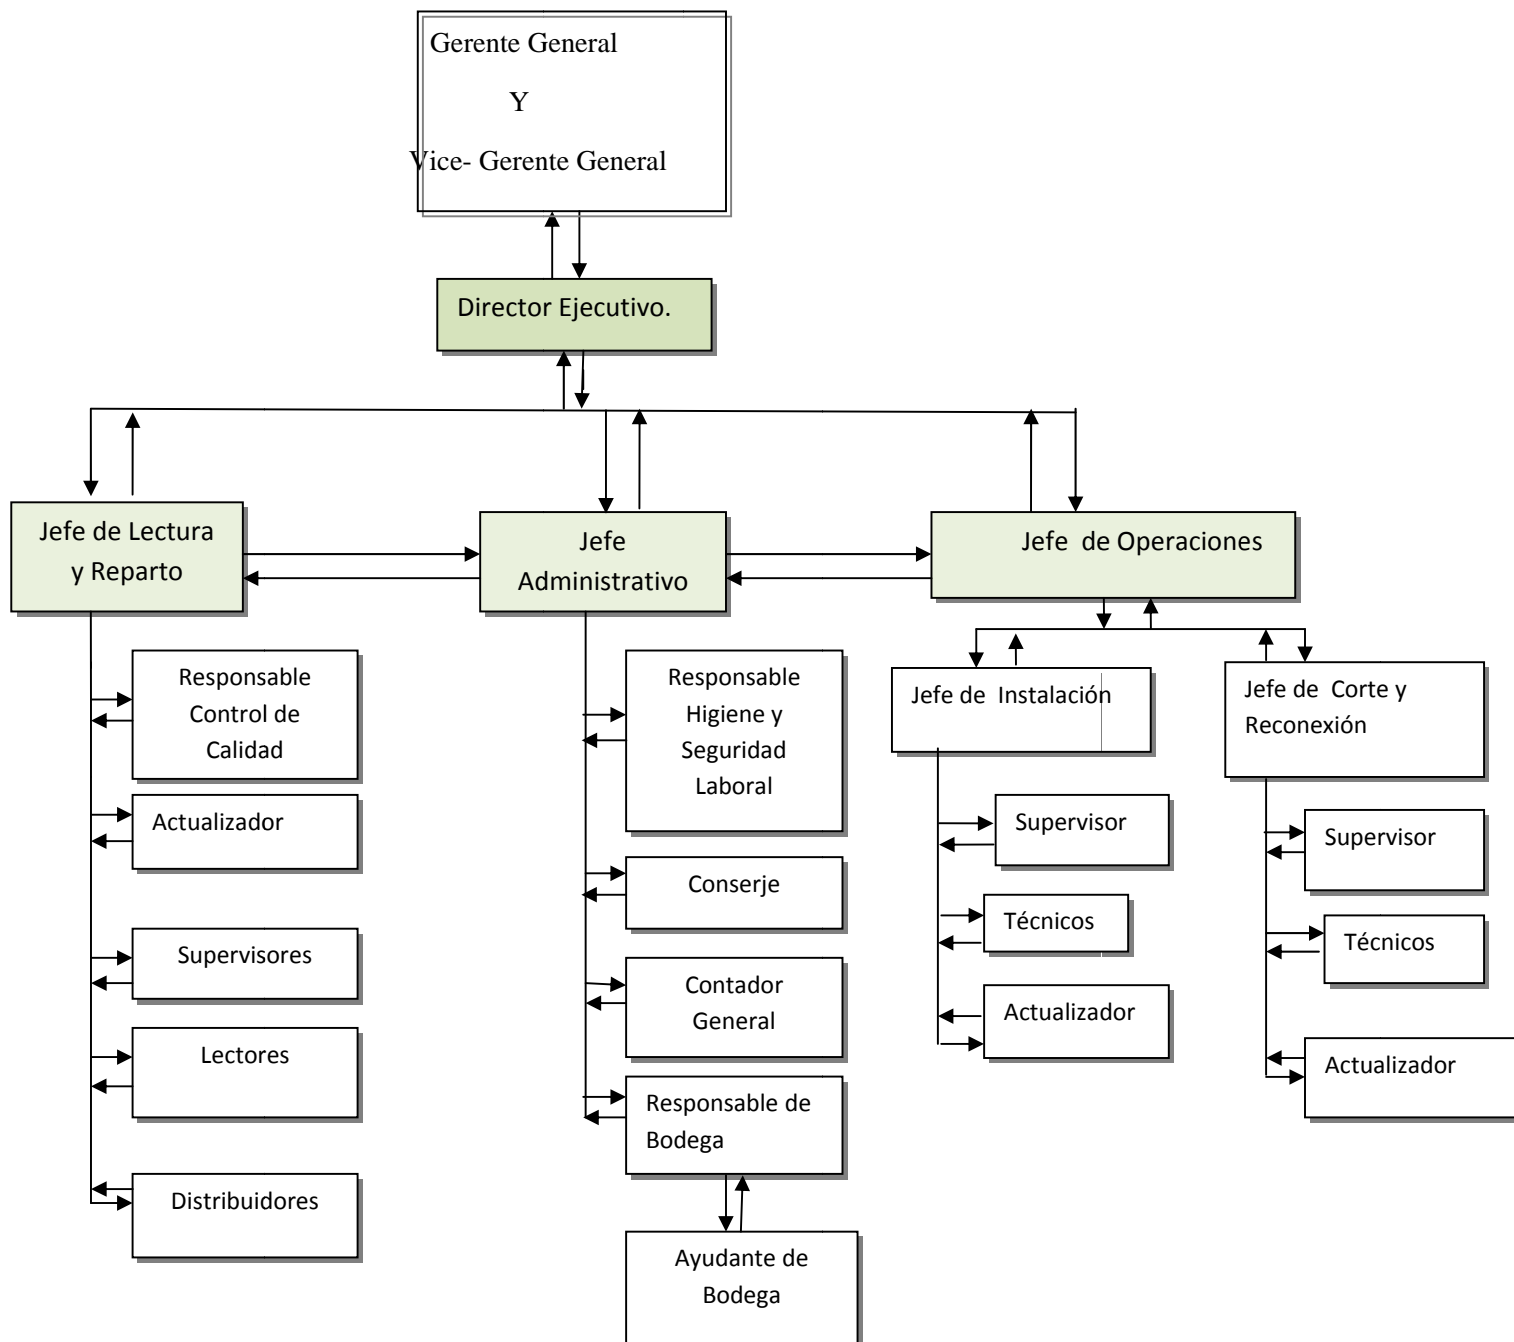 Gerente General
Y
Vice- Gerente General
Director Ejecutivo.
Jefe de Lectura
y Reparto
Jefe
Administrativo
Jefe de Operaciones
Responsable
Control de
Calidad
Actualizador
Supervisores
Lectores
Distribuidores
Responsable
Higiene y
Seguridad
Laboral
Conserje
Contador
General
Responsable de
Bodega
Ayudante de
Bodega
Jefe de Instalación
Supervisor
Técnicos
Actualizador
Jefe de Corte y
Reconexión
Supervisor
Técnicos
Actualizador